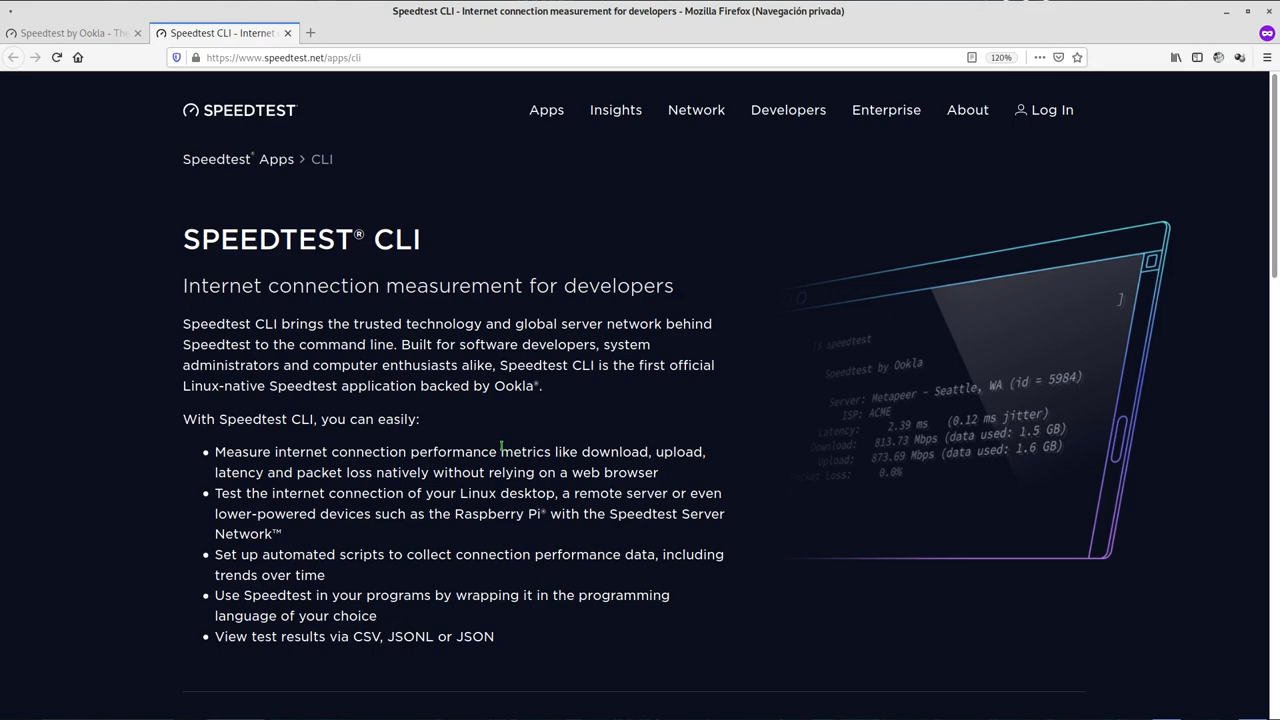 Speedtest CLI - Internet connection measurement for developers - Mozilla Firefox (Navegación privada)
Speedtest by Ookla - The
Speedtest CLI - Internet
https://www.speedtest.net/apps/cli
120%
SPEEDTEST
Apps
Insights
Network
Developers
Enterprise
About
Log In
Speedtest® Apps > CLI
SPEEDTEST® CLI
Internet connection measurement for developers
Speedtest CLI brings the trusted technology and global server network behind
Speedtest to the command line. Built for software developers, system
administrators and computer enthusiasts alike, Speedtest CLI is the first official
Linux-native Speedtest application backed by Ookla®.
With Speedtest CLI, you can easily:
• Measure internet connection performance metrics like download, upload,
latency and packet loss natively without relying on a web browser
• Test the internet connection of your Linux desktop, a remote server or even
lower-powered devices such as the Raspberry Pi® with the Speedtest Server
Network™
• Set up automated scripts to collect connection performance data, including
trends over time
• Use Speedtest in your programs by wrapping it in the programming
language of your choice
• View test results via CSV, JSONL or JSON
]
]$ speedtest
Speedtest by Ookla
Server: Metapeer - Seattle, WA (id = 5984)
ISP: ACME
Latency: 2.39 ms (0.12 ms jitter)
Download: 813.73 Mbps (data used: 1.5 GB)
Upload: 873.69 Mbps (data used: 1.6 GB)
Packet Loss: 0.0%